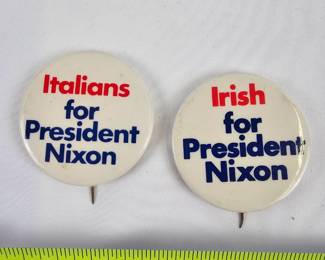 Italians
for
President
Nixon
Irish
for
President
Nixon